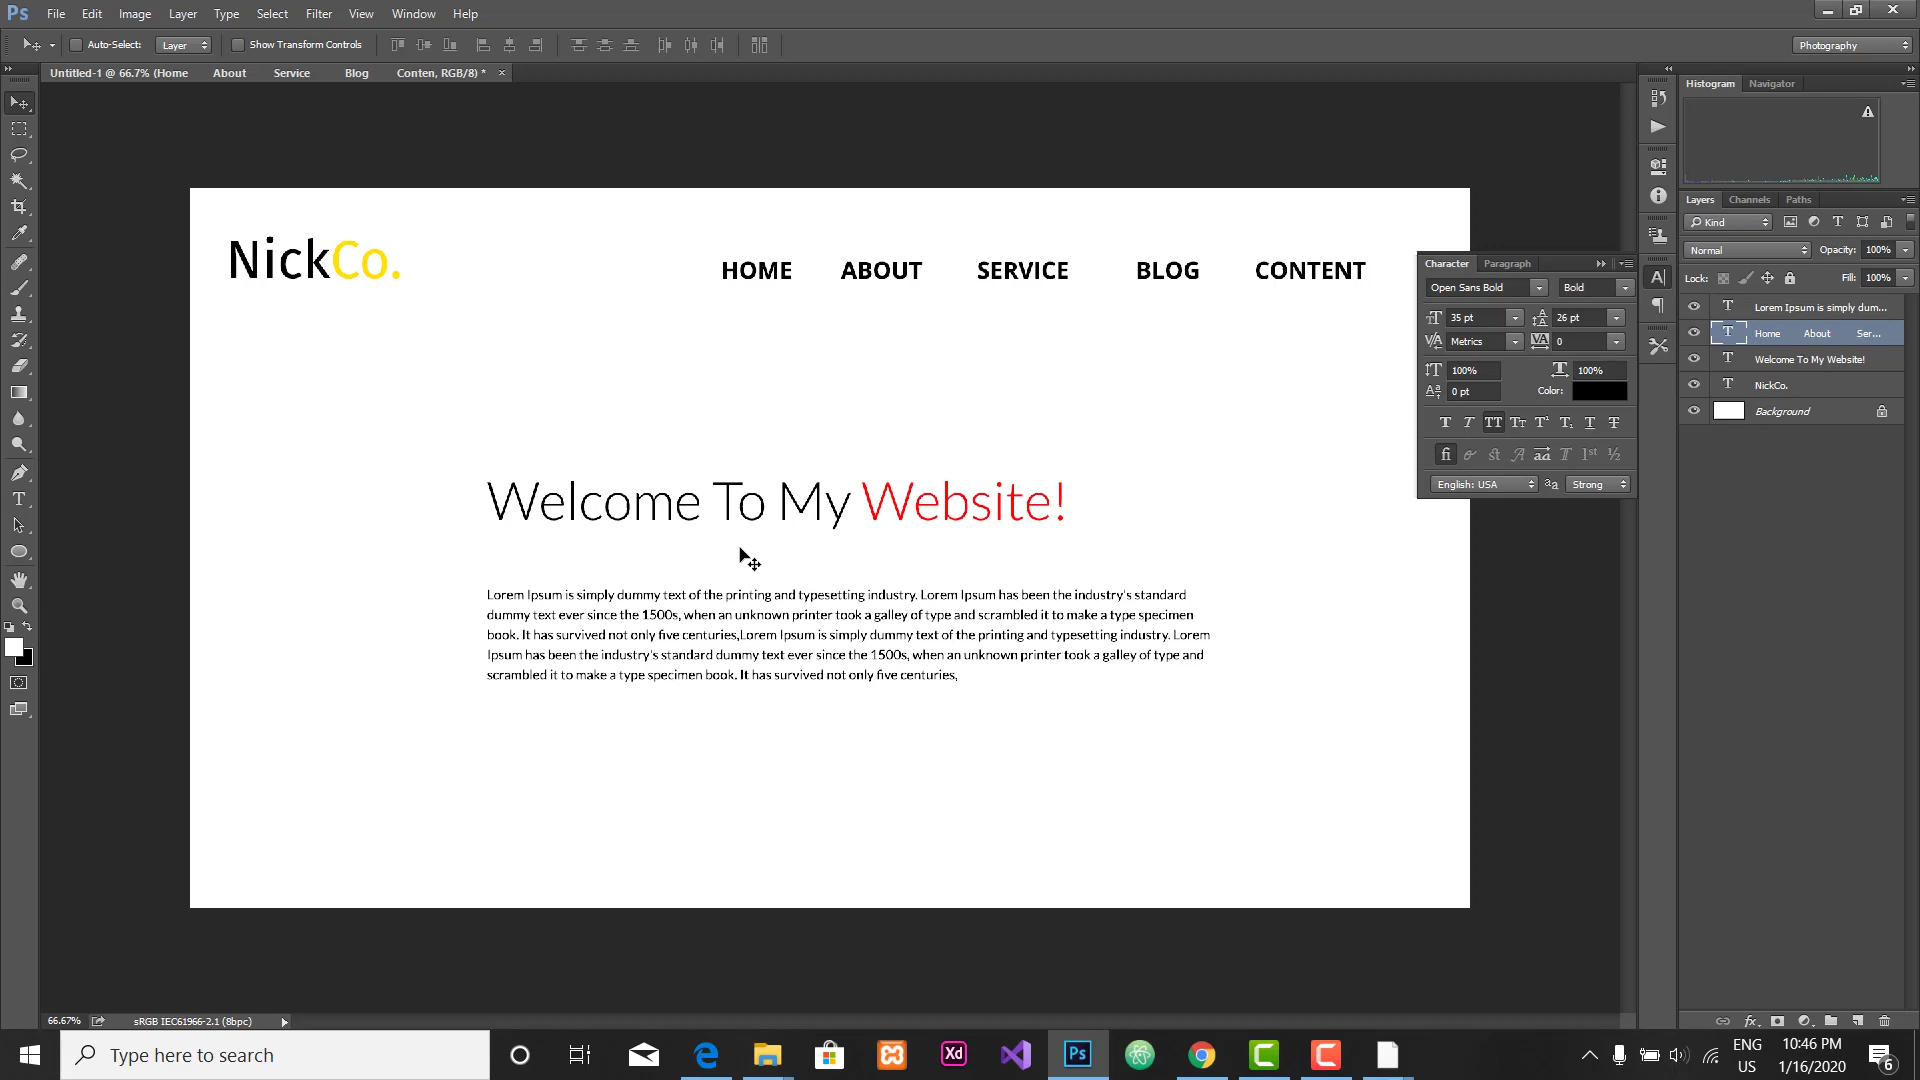 Ps File Edit Image Layer Type Select Filter View Window Help
Auto-Select: Layer Show Transform Controls Photography
Untitled-1 @ 66.7% (Home About Service Blog Conten, RGB/8) * ×
Histogram Navigator
NickCo.
HOME ABOUT SERVICE BLOG CONTENT
Welcome To My Website!
Lorem Ipsum is simply dummy text of the printing and typesetting industry. Lorem Ipsum has been the industry's standard
dummy text ever since the 1500s, when an unknown printer took a galley of type and scrambled it to make a type specimen
book. It has survived not only five centuries,Lorem Ipsum is simply dummy text of the printing and typesetting industry. Lorem
Ipsum has been the industry's standard dummy text ever since the 1500s, when an unknown printer took a galley of type and
scrambled it to make a type specimen book. It has survived not only five centuries,
Character Paragraph
Open Sans Bold Bold
35 pt 26 pt
Metrics 0
100% 100%
0 pt Color:
English: USA aa Strong
Layers Channels Paths
Kind
Normal Opacity: 100%
Lock: Fill: 100%
Lorem Ipsum is simply dum...
Home About Ser...
Welcome To My Website!
NickCo.
Background
66.67% sRGB IEC61966-2.1 (8bpc)
Type here to search
Xd Ps
ENG
US
10:46 PM
1/16/2020
6